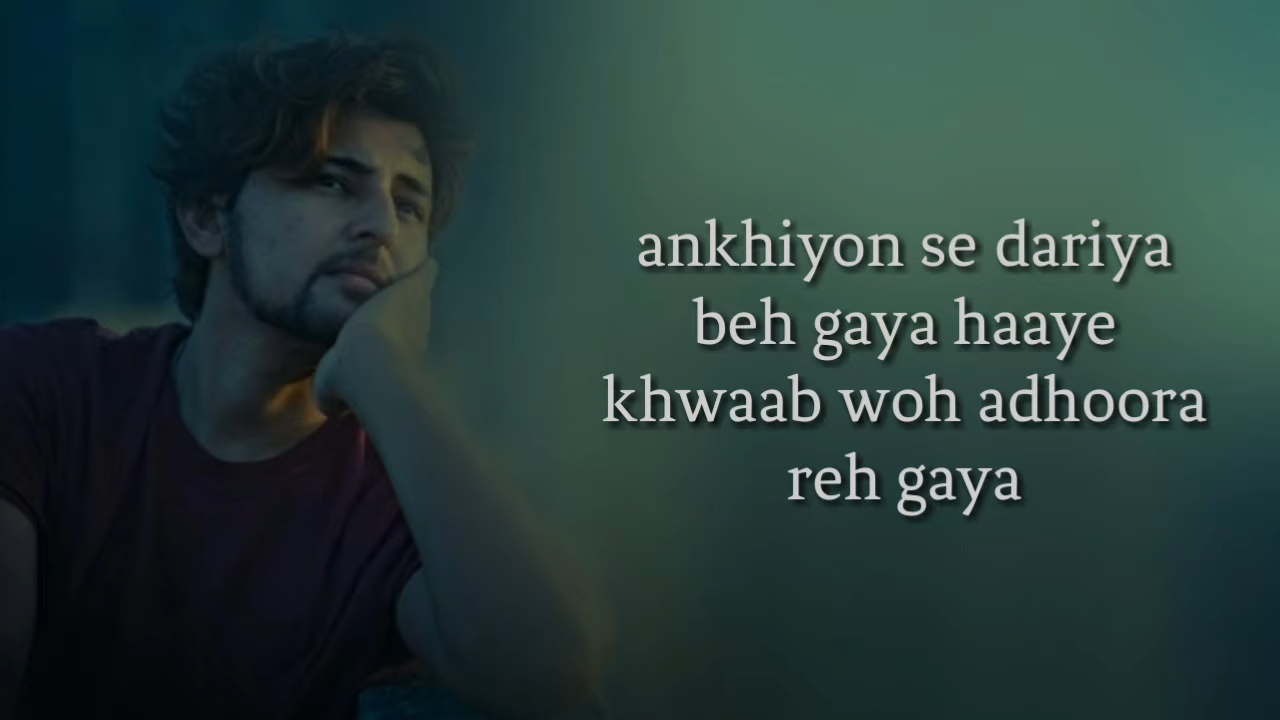 ankhiyon se dariya
beh gaya haaye
khwaab woh adhoora
reh gaya